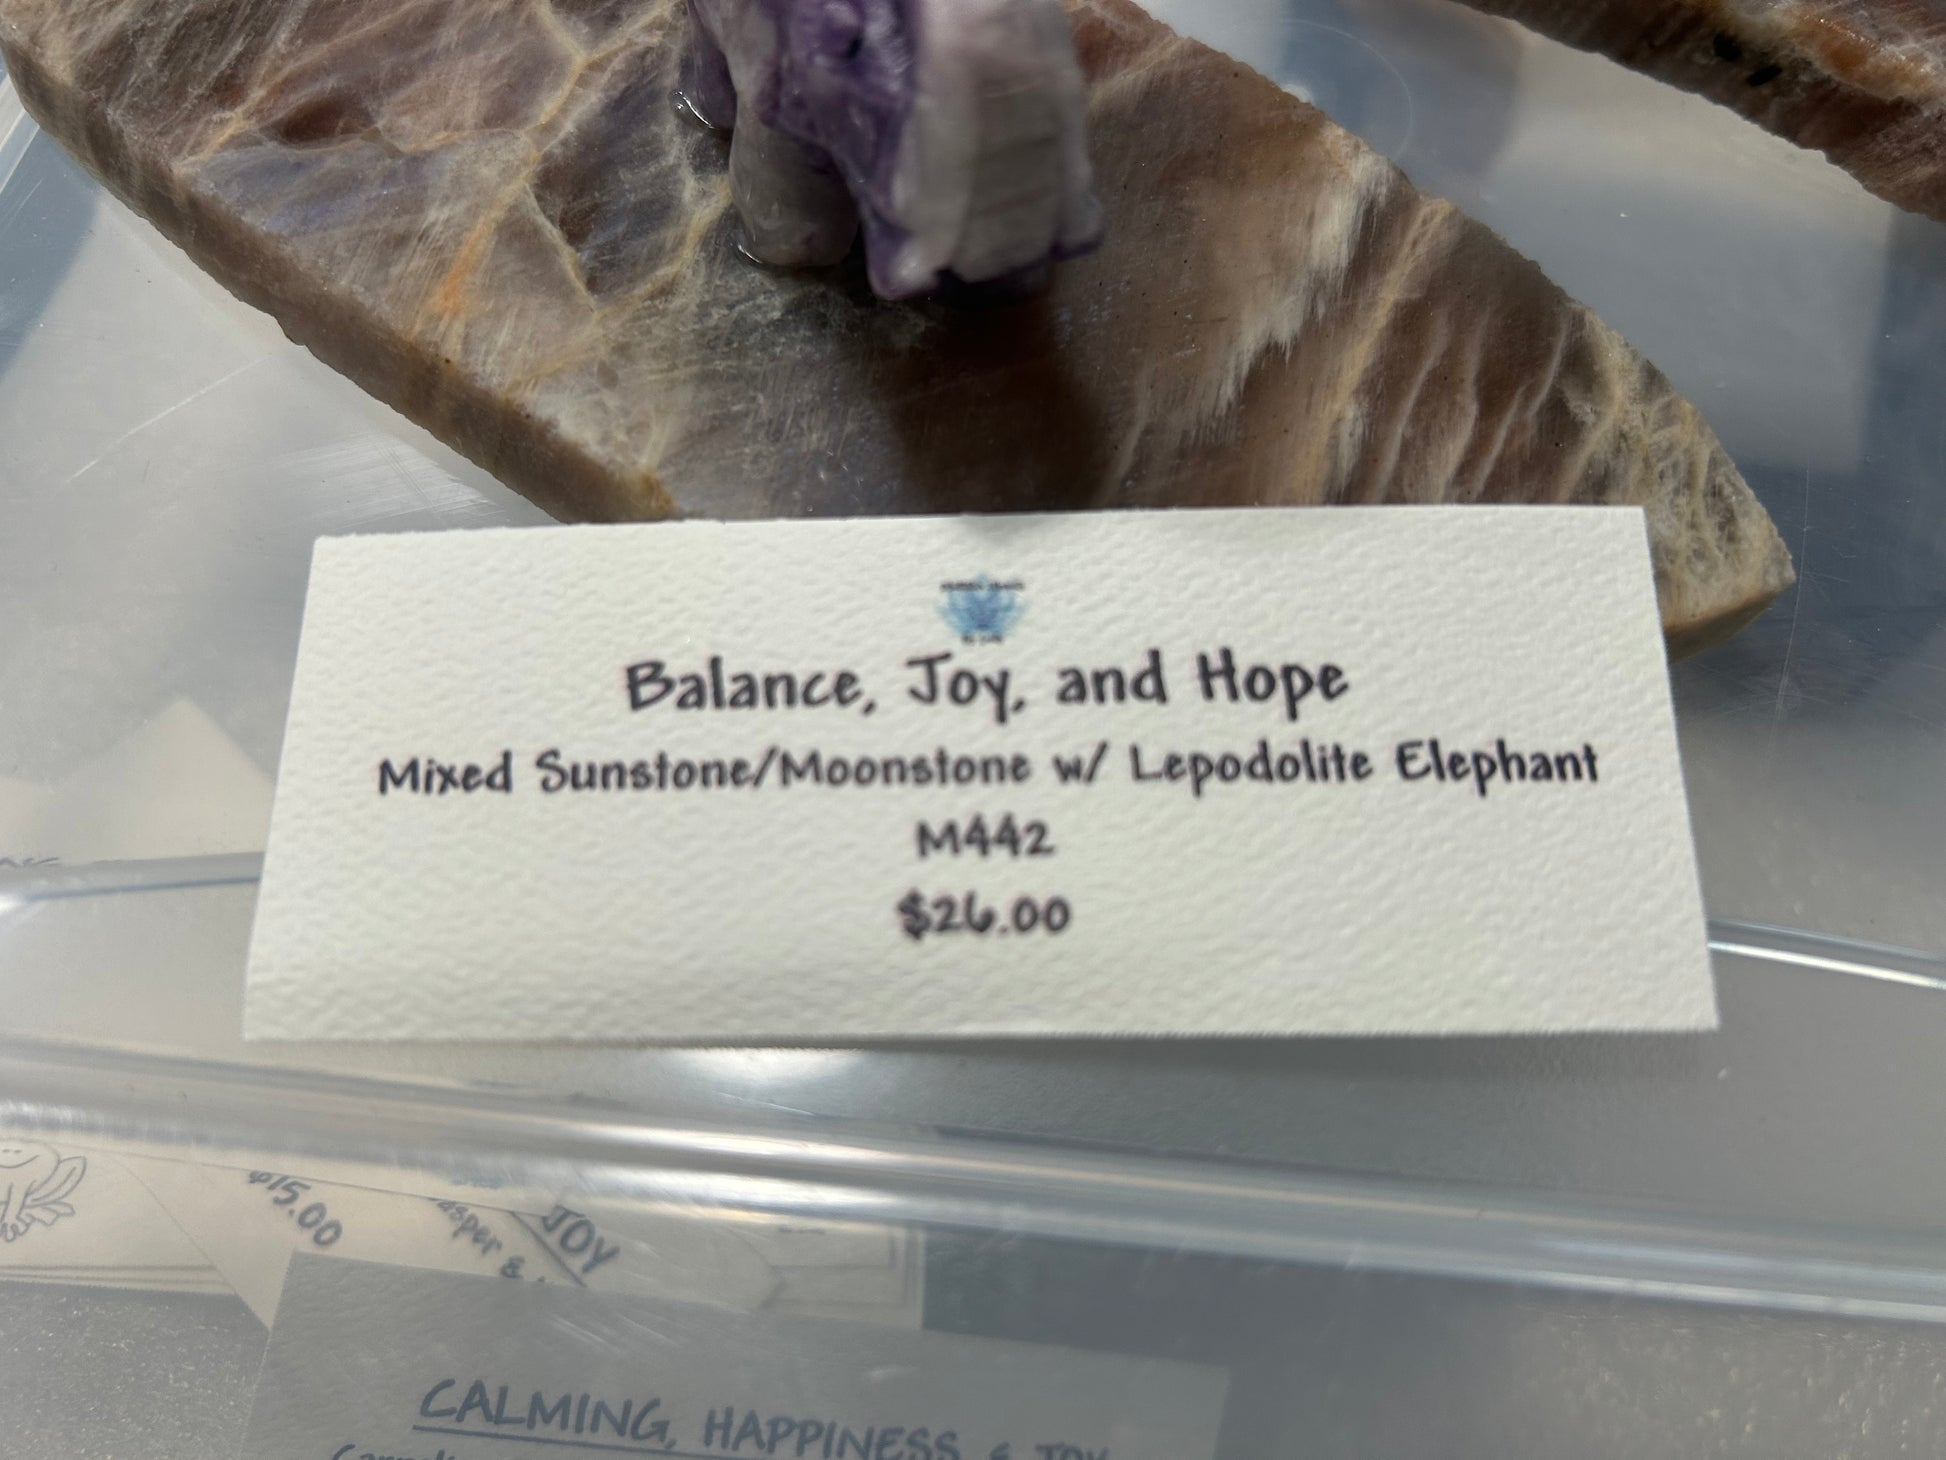 Balance, Joy, and Hope
Mixed Sunstone/Moonstone w/ Lepodolite Elephant
M442
$26.00
$15.00
JOY
CALMING, HAPPINESS & JOY